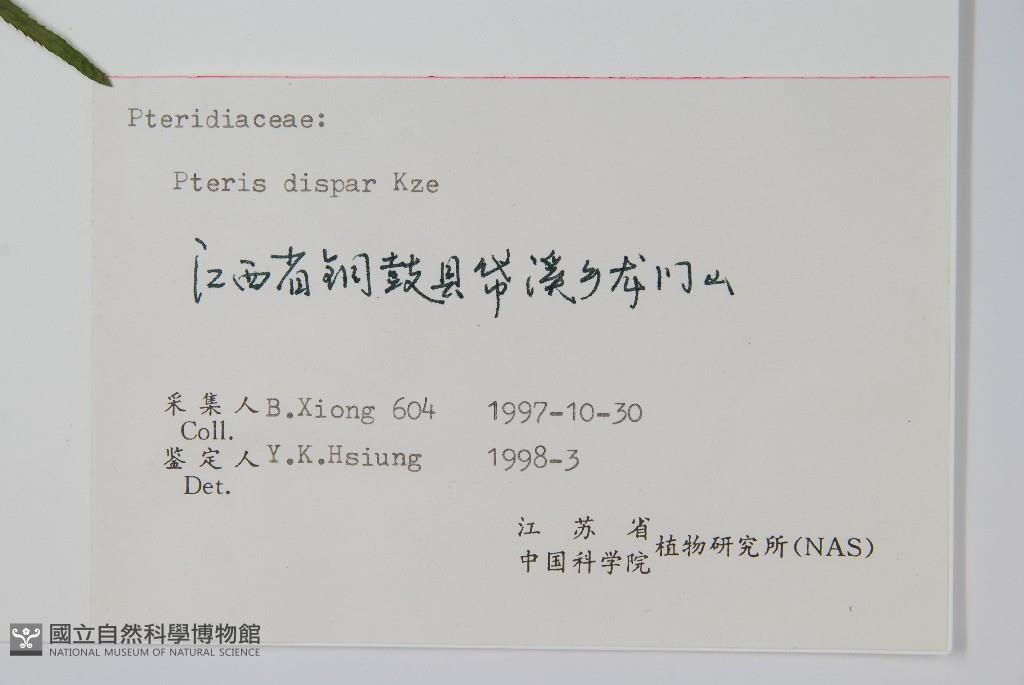 Pteridiaceae:
Pteris dispar Kze
江西省铜鼓县带溪乡龙门山
采集人 B.Xiong 604 1997-10-30
Coll.
鉴定人 Y.K.Hsiung 1998-3
Det.
江苏省
中国科学院 植物研究所(NAS)
國立自然科學博物館
NATIONAL MUSEUM OF NATURAL SCIENCE